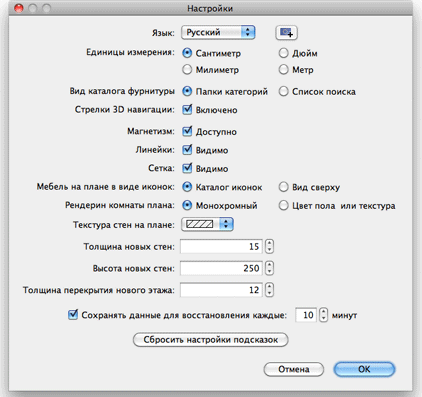 Настройки
Язык: Русский
Единицы измерения: Сантиметр Дюйм
Милиметр Метр
Вид каталога фурнитуры Папки категорий Список поиска
Стрелки 3D навигации: Включено
Магнетизм: Доступно
Линейки: Видимо
Сетка: Видимо
Мебель на плане в виде иконок: Каталог иконок Вид сверху
Рендерин комнаты плана: Монохромный Цвет пола или текстура
Текстура стен на плане:
Толщина новых стен: 15
Высота новых стен: 250
Толщина перекрытия нового этажа: 12
Сохранять данные для восстановления каждые: 10 минут
Сбросить настройки подсказок
Отмена OK